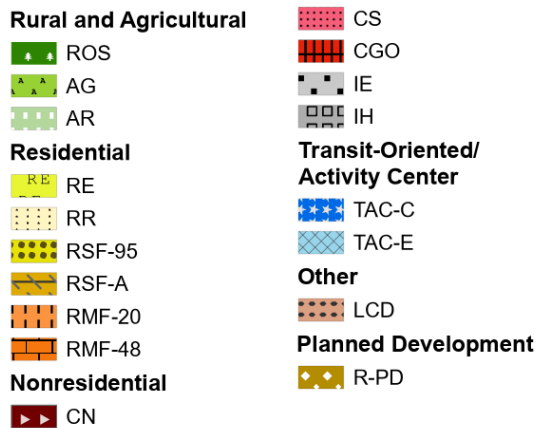 Rural and Agricultural
ROS
AG
AR
Residential
RE
RR
RSF-95
RSF-A
RMF-20
RMF-48
Nonresidential
CN
CS
CGO
IE
IH
Transit-Oriented/
Activity Center
TAC-C
TAC-E
Other
LCD
Planned Development
R-PD